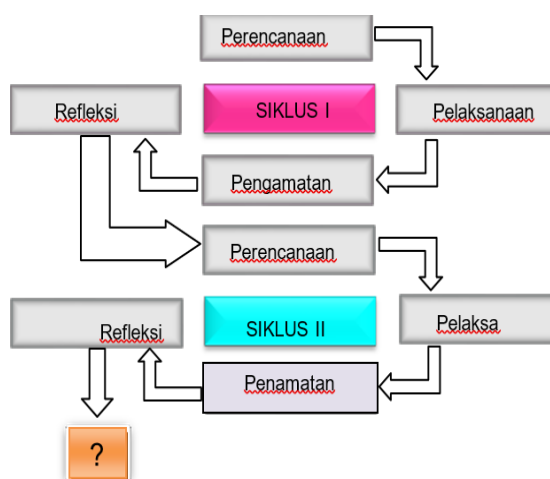 Perencanaan
Refleksi
SIKLUS I
Pelaksanaan
Pengamatan
Perencanaan
Refleksi
SIKLUS II
Pelaksa
Penamatan
?